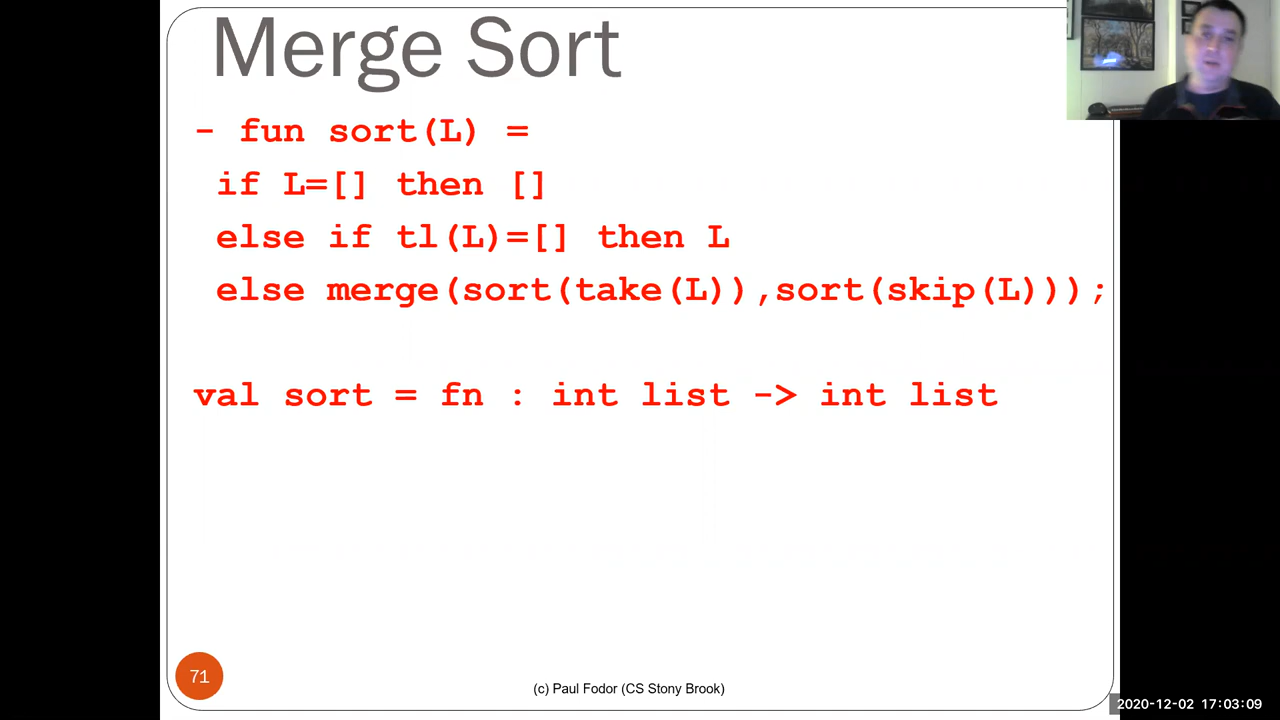 Merge Sort
- fun sort(L) =
if L=[] then []
else if tl(L)=[] then L
else merge(sort(take(L)),sort(skip(L)));
val sort = fn : int list -> int list
71
(c) Paul Fodor (CS Stony Brook)
2020-12-02 17:03:09